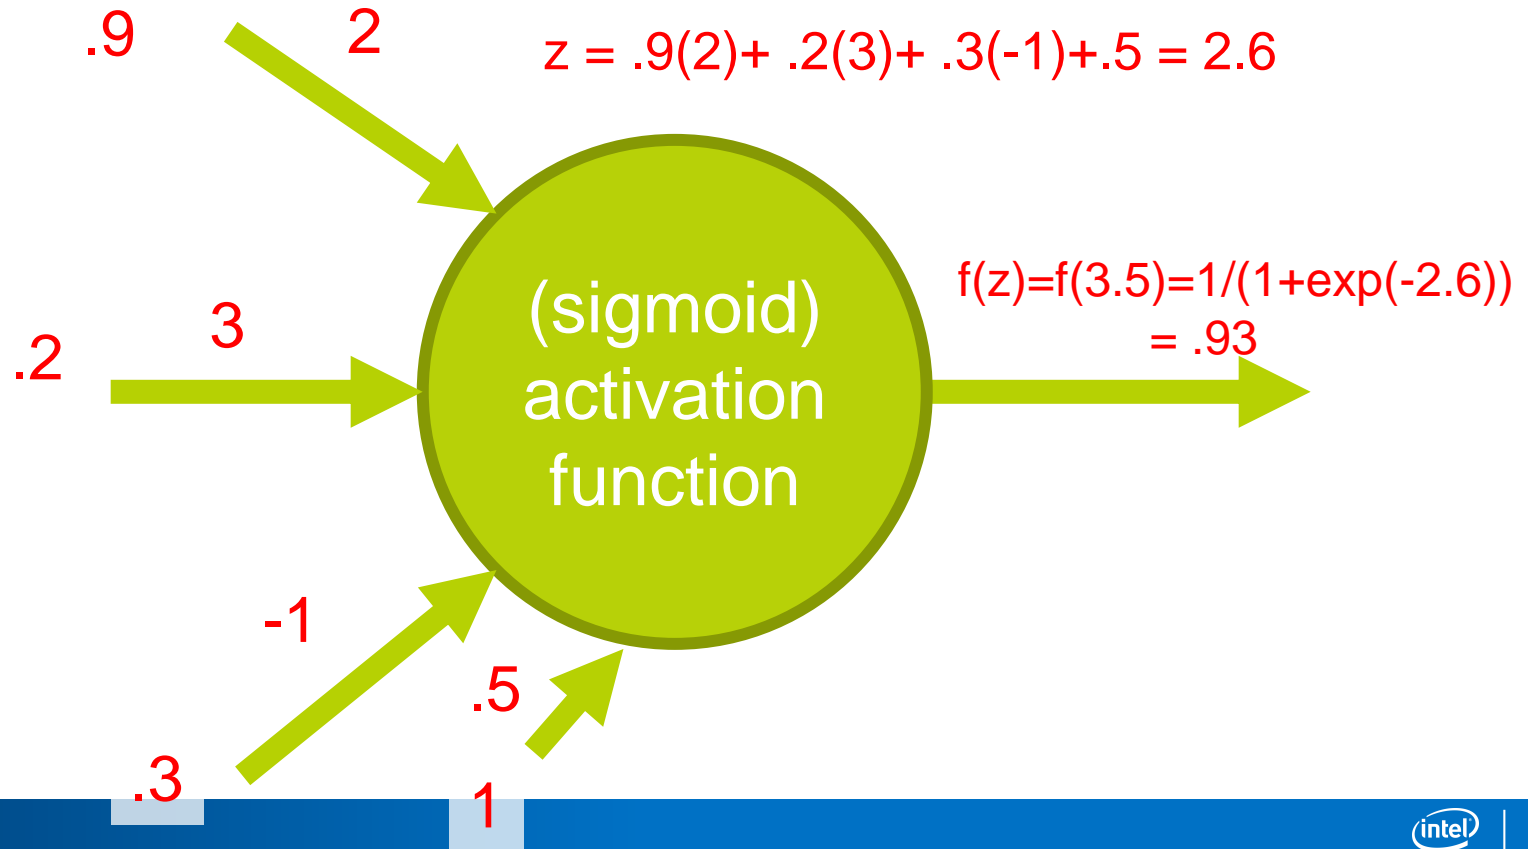 .9
2
z = .9(2)+ .2(3)+ .3(-1)+.5 = 2.6
f(z)=f(3.5)=1/(1+exp(-2.6))
= .93
.2
3
(sigmoid)
activation
function
-1
.3
.5
1
intel